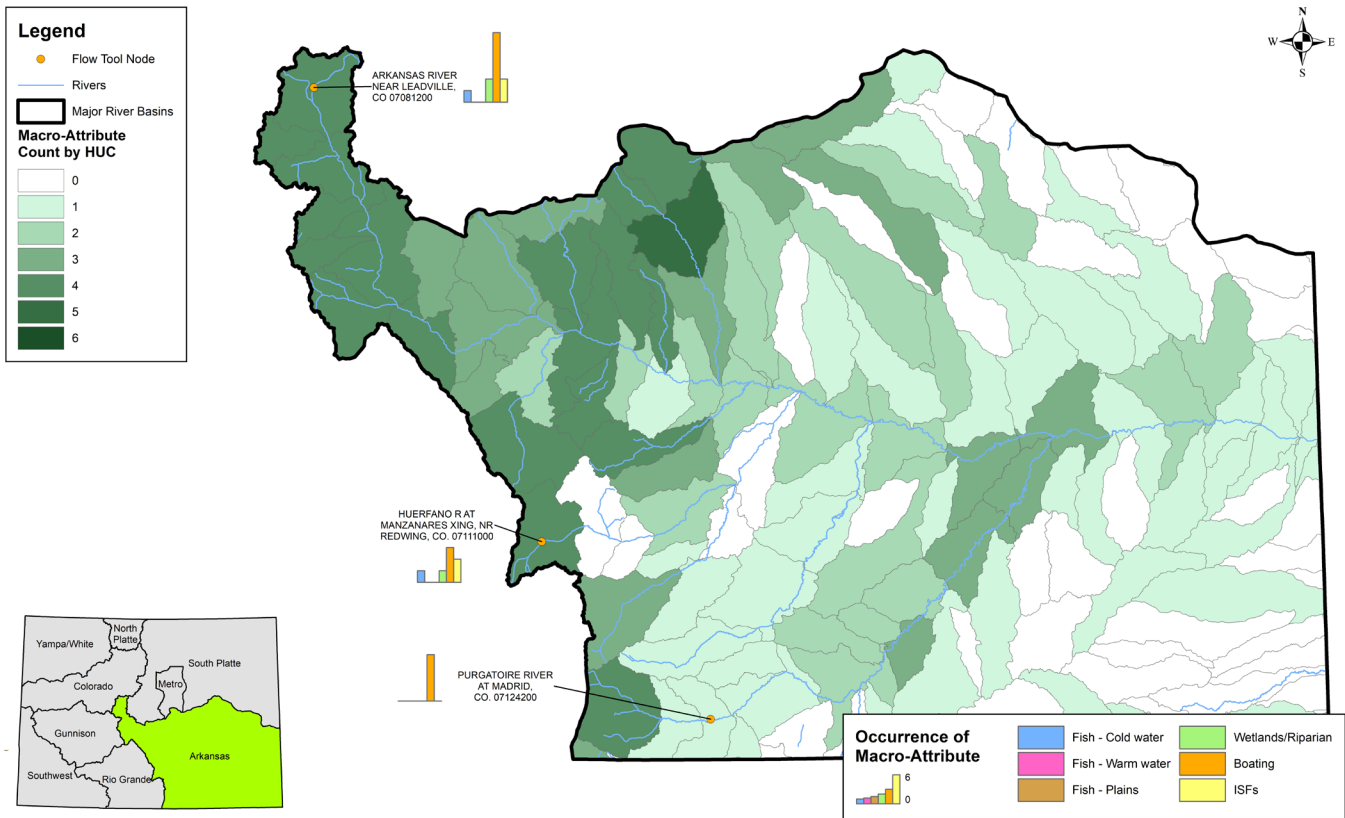 Legend
Flow Tool Node
Rivers
Major River Basins
Macro-Attribute
Count by HUC
0
1
2
3
4
5
6
ARKANSAS RIVER
NEAR LEADVILLE,
CO 07081200
N
W
E
S
HUERFANO R AT
MANZANARES XING, NR
REDWING, CO. 07111000
PURGATOIRE RIVER
AT MADRID,
CO. 07124200
Yampa/White
North
Platte
South Platte
Colorado
Metro
Gunnison
Arkansas
Southwest
Rio Grande
Occurrence of
Macro-Attribute
6
0
Fish - Cold water
Fish - Warm water
Fish - Plains
Wetlands/Riparian
Boating
ISFs